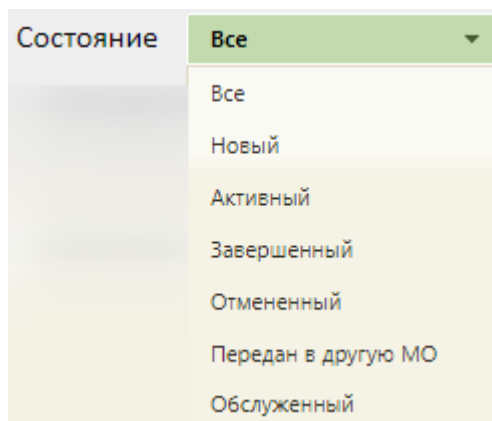 Состояние Все
Все
Новый
Активный
Завершенный
Отмененный
Передан в другую МО
Обслуженный